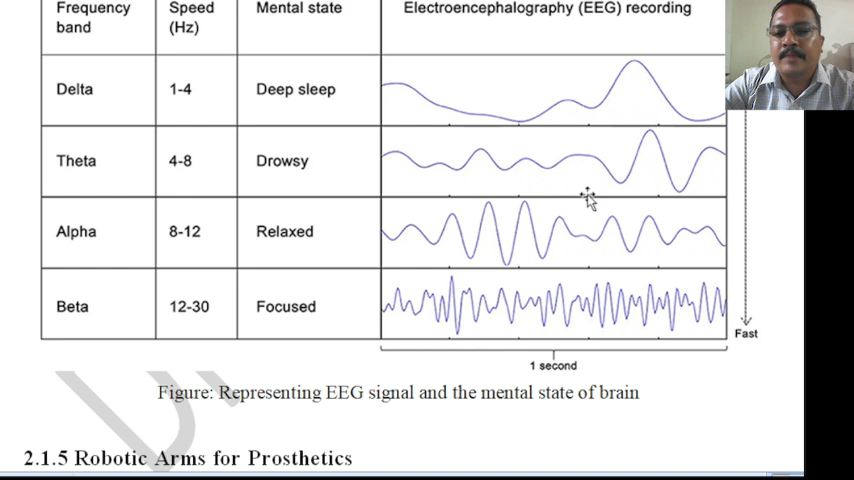 Frequency band Speed (Hz) Mental state Electroencephalography (EEG) recording
Delta 1-4 Deep sleep
Theta 4-8 Drowsy
Alpha 8-12 Relaxed
Beta 12-30 Focused
Fast
1 second
Figure: Representing EEG signal and the mental state of brain
2.1.5 Robotic Arms for Prosthetics